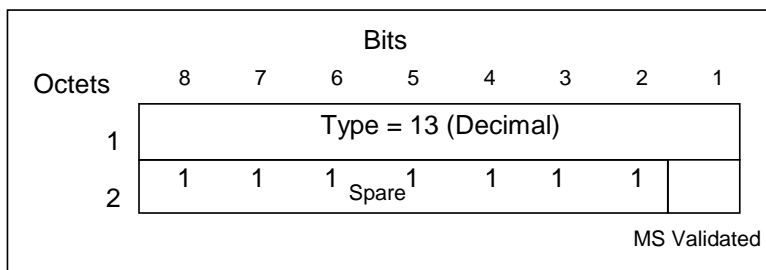 Bits
Octets 8 7 6 5 4 3 2 1
1 Type = 13 (Decimal)
2 1 1 1 1 1 1 1
Spare
MS Validated